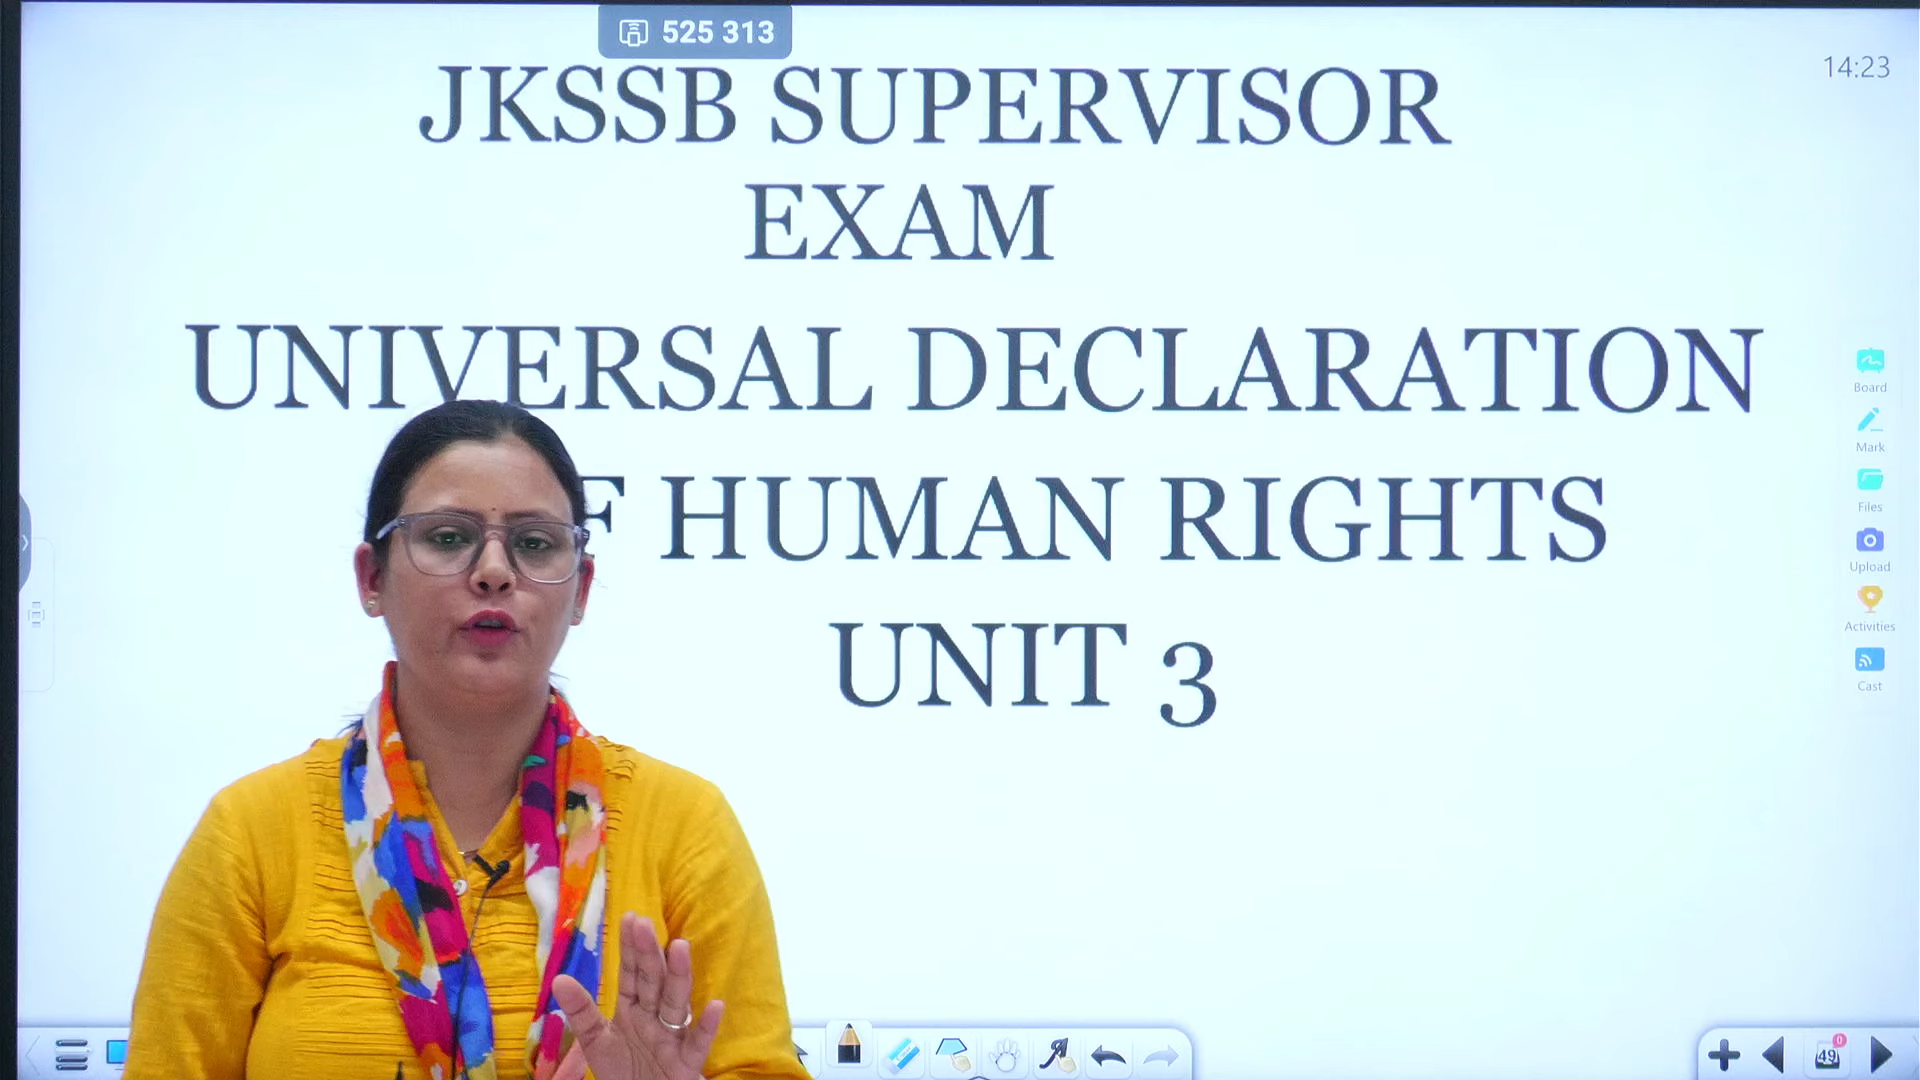 525 313
14:23
JKSSB SUPERVISOR
EXAM
UNIVERSAL DECLARATION
F HUMAN RIGHTS
UNIT 3
Board
Mark
Files
Upload
Activities
Cast
0
49